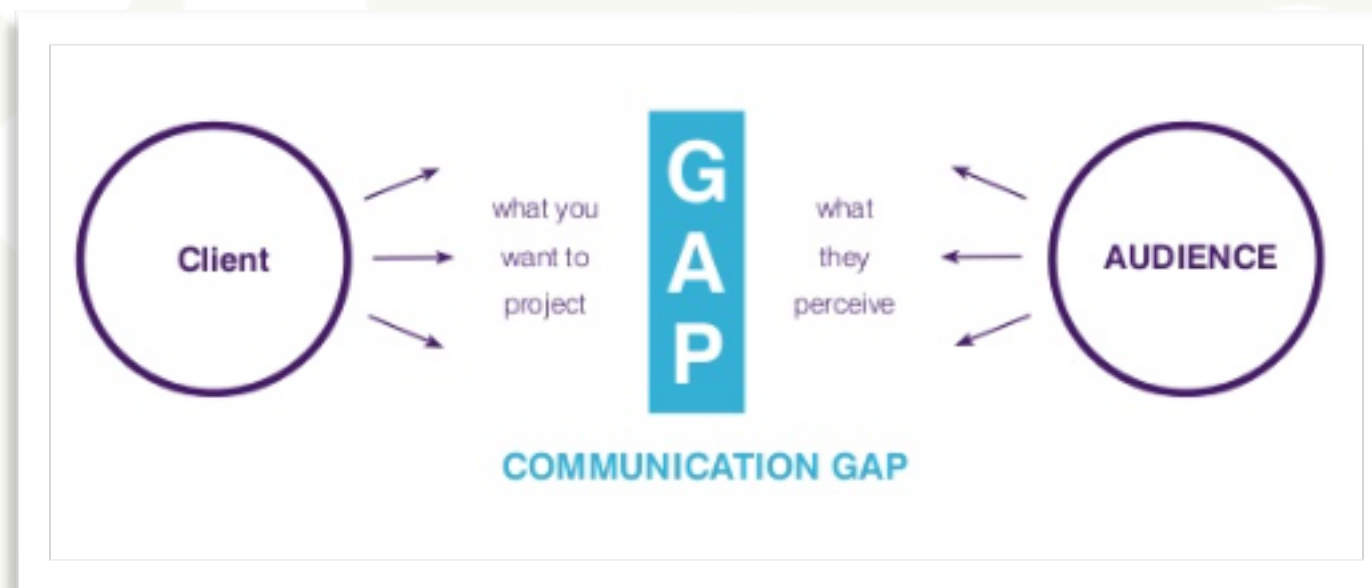 Client
what you
want to
project
G
A
P
what
they
perceive
AUDIENCE
COMMUNICATION GAP